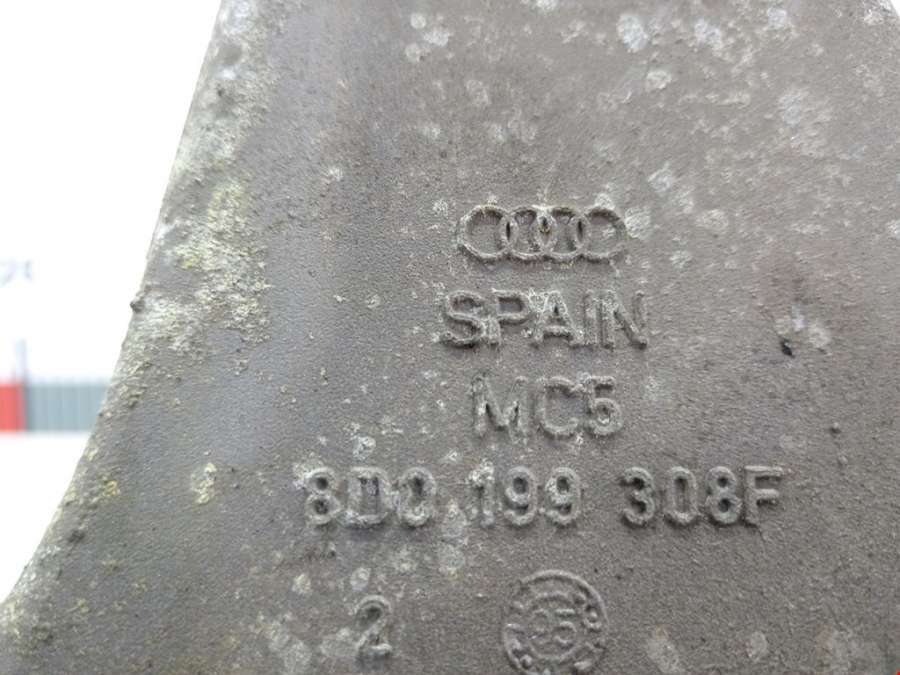 SPAIN
MC5
8D0 199 308F
2